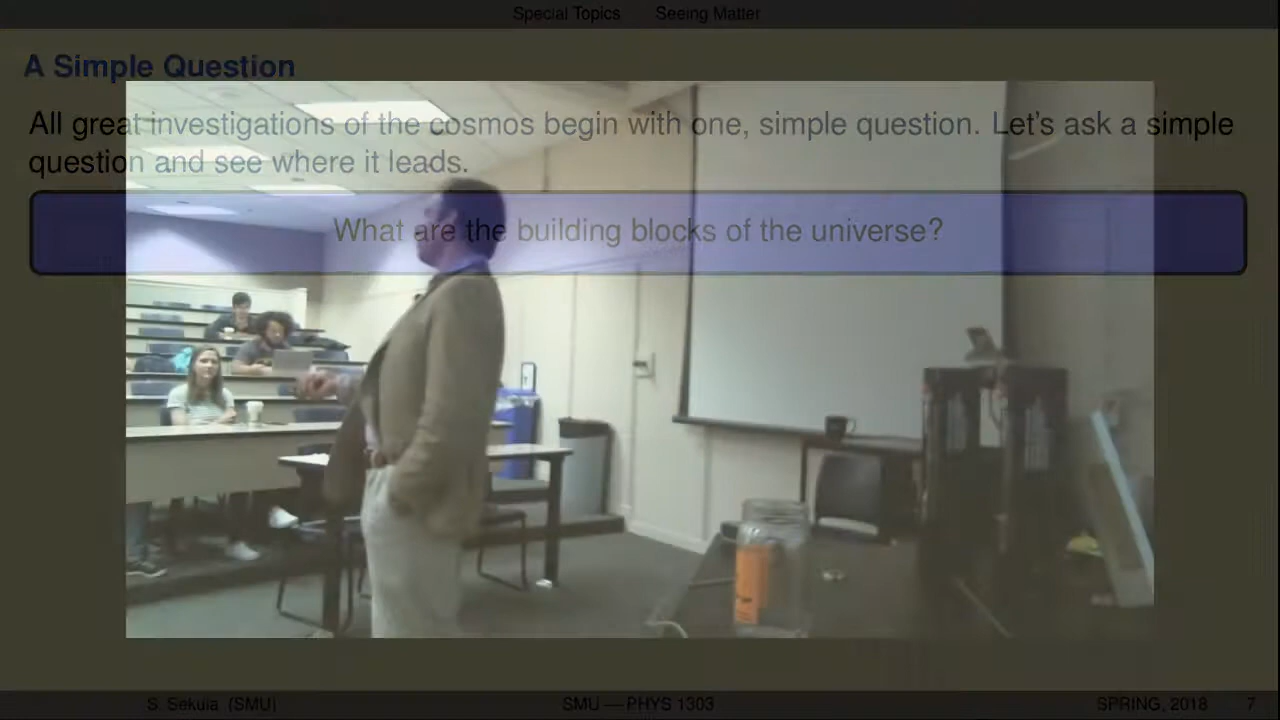 Special Topics Seeing Matter
A Simple Question
All great investigations of the cosmos begin with one, simple question. Let's ask a simple
question and see where it leads.
What are the building blocks of the universe?
S. Sekula (SMU) SMU — PHYS 1303 SPRING, 2018 7